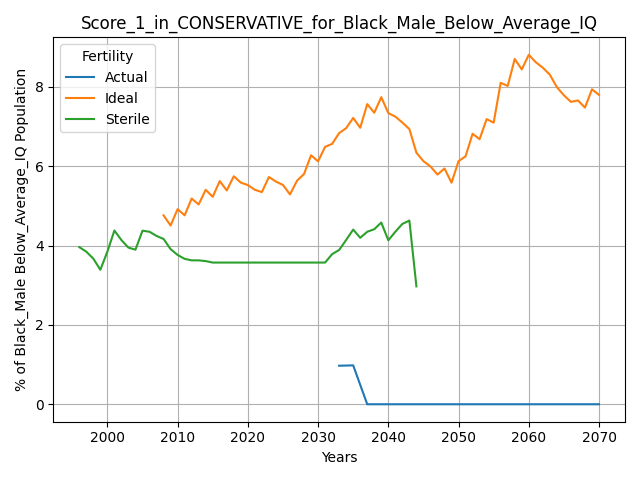 Score_1_in_CONSERVATIVE_for_Black_Male_Below_Average_IQ
Fertility
Actual
Ideal
Sterile
% of Black_Male Below_Average_IQ Population
8
6
4
2
0
2000 2010 2020 2030 2040 2050 2060 2070
Years